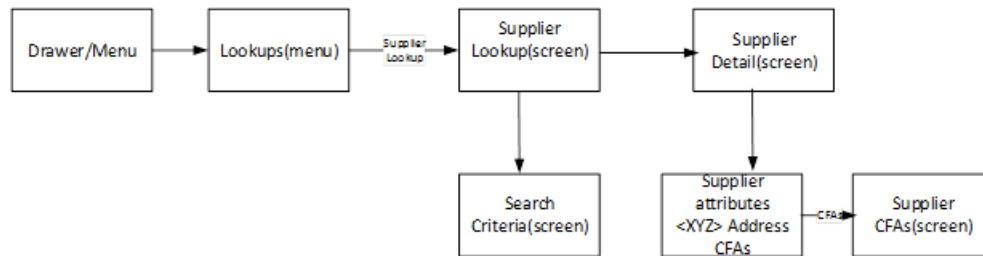 Drawer/Menu
Lookups(menu)
Supplier
Lookup
Supplier
Lookup(screen)
Supplier
Detail(screen)
Search
Criteria(screen)
Supplier
attributes
<XYZ> Address
CFAs
CFAs
Supplier
CFAs(screen)